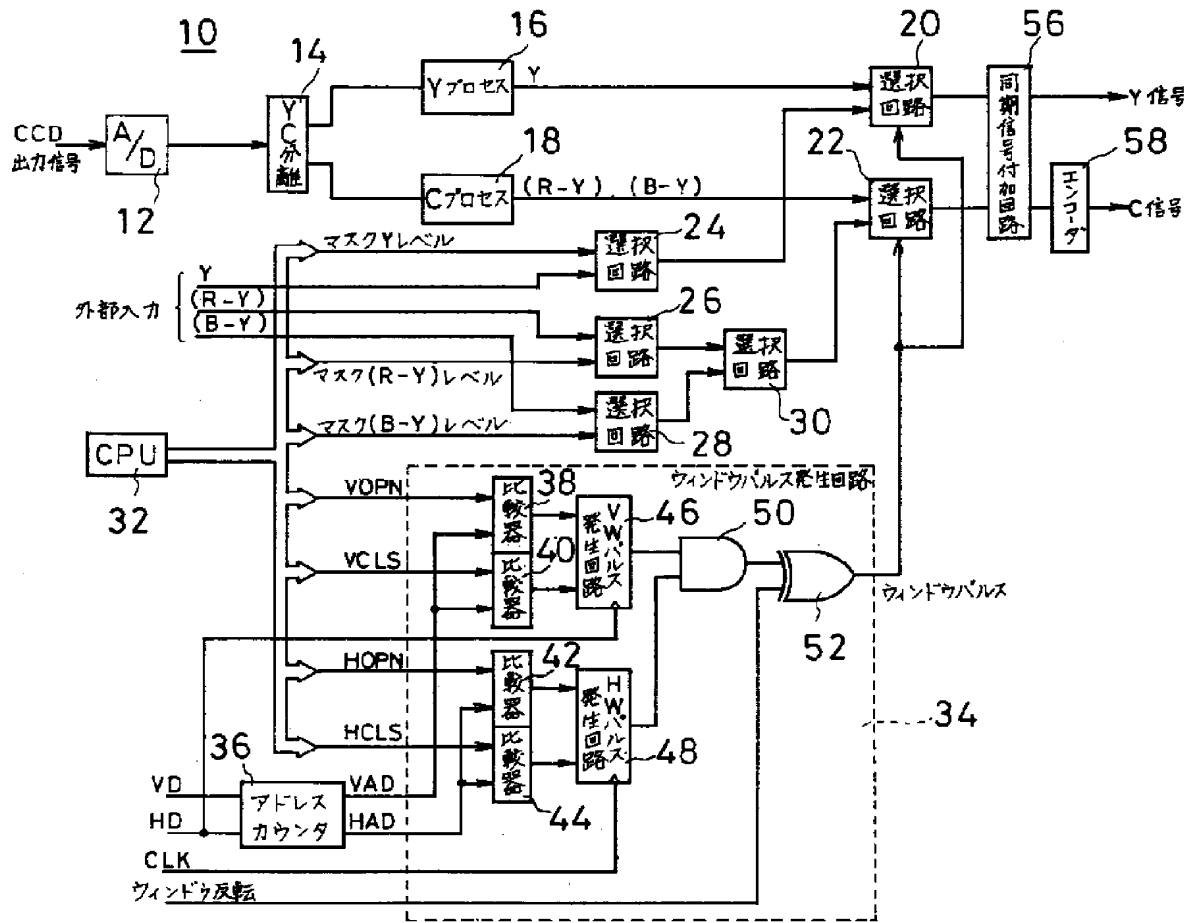 10
14
16
20
56
YC分離
Yプロセス
Y
選択回路
同期信号付加回路
Y信号
CCD出力信号
A/D
12
18
22
58
Cプロセス
(R-Y), (B-Y)
選択回路
エンコーダ
C信号
マスクYレベル
24
選択回路
外部入力
Y
(R-Y)
(B-Y)
26
選択回路
選択回路
30
マスク(R-Y)レベル
マスク(B-Y)レベル
選択回路
28
CPU
32
ウィンドウパルス発生回路
VOPN
比較器
38
VWパルス発生回路
46
50
VCLS
比較器
40
52
ウィンドウパルス
HOPN
比較器
42
HWパルス発生回路
48
34
HCLS
比較器
44
36
VD
HD
アドレスカウンタ
VAD
HAD
CLK
ウィンドゥ反転